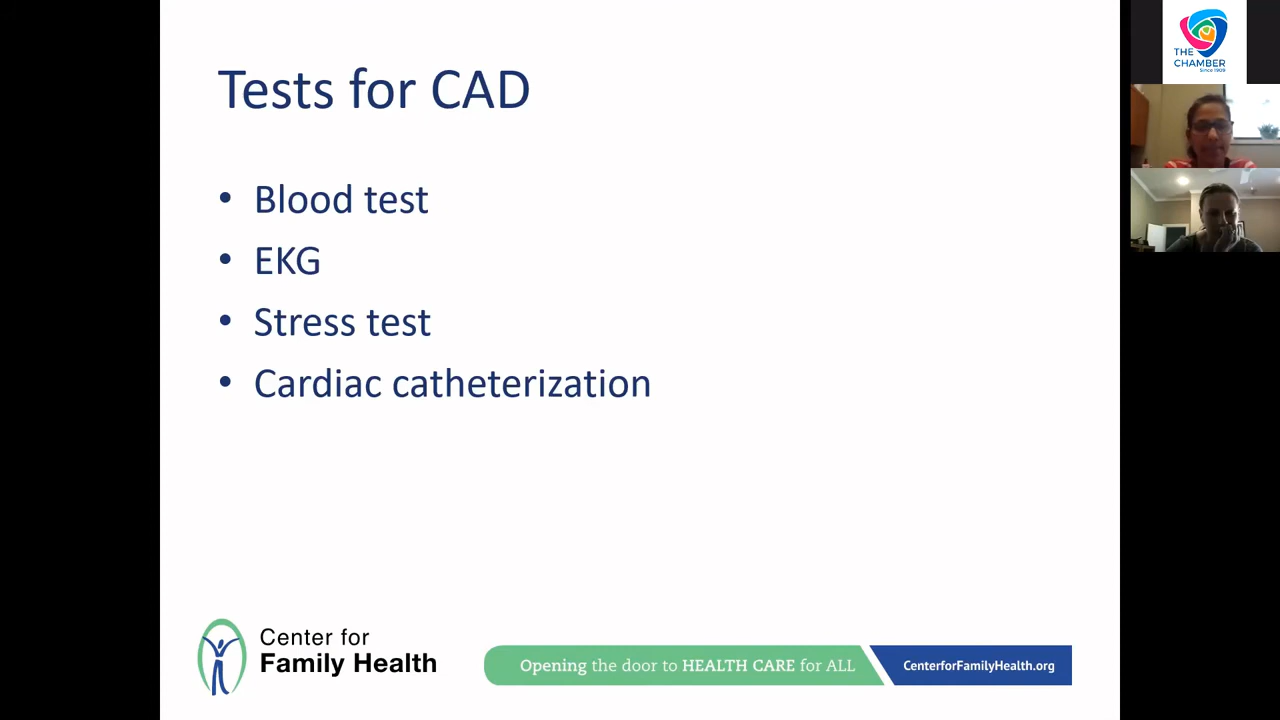 Tests for CAD
• Blood test
• EKG
• Stress test
• Cardiac catheterization
Center for
Family Health
Opening the door to HEALTH CARE for ALL
CenterforFamilyHealth.org
THE
CHAMBER
Since 1909